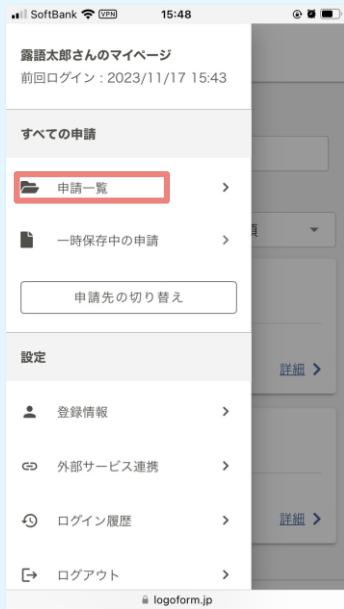 SoftBank VPN 15:48
露語太郎さんのマイページ
前回ログイン：2023/11/17 15:43
すべての申請
申請一覧
一時保存中の申請
申請先の切り替え
設定
詳細
登録情報
外部サービス連携
ログイン履歴
詳細
ログアウト
logoform.jp